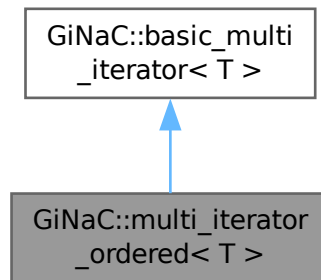 GiNaC::basic_multi
_iterator< T >
GiNaC::multi_iterator
_ordered< T >